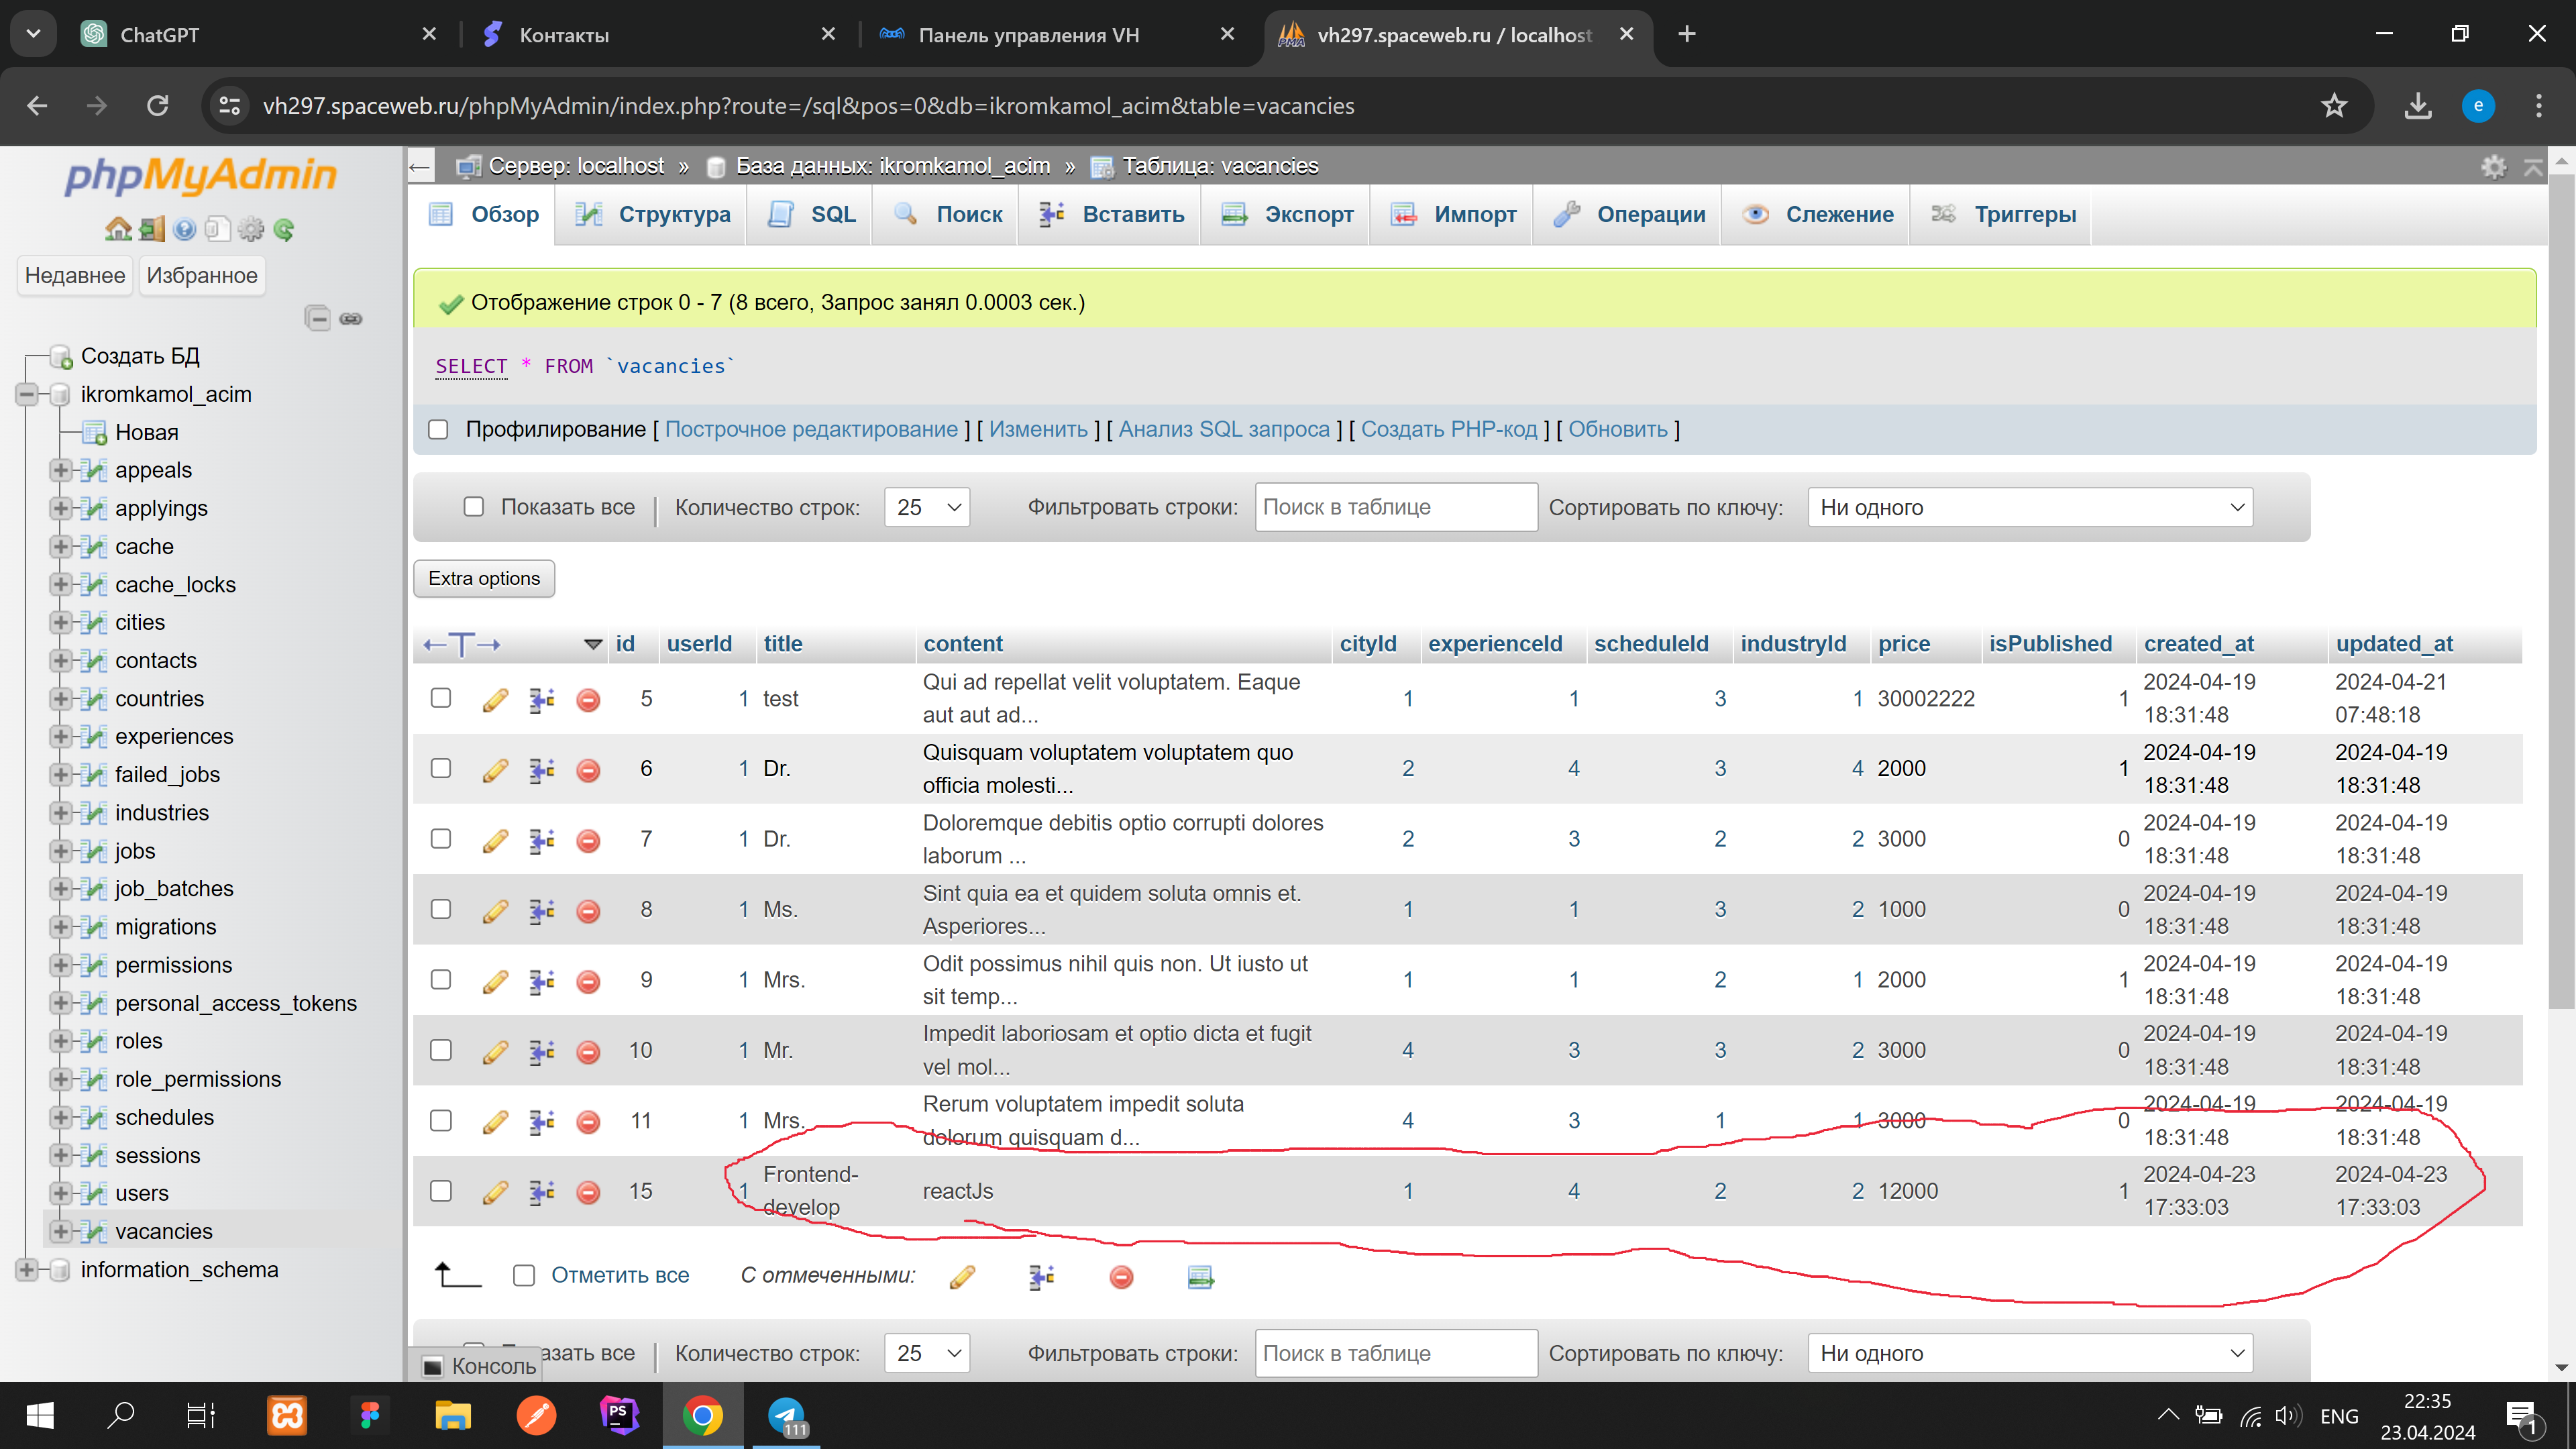 ChatGPT
Контакты
Панель управления VH
vh297.spaceweb.ru / localhost
vh297.spaceweb.ru/phpMyAdmin/index.php?route=/sql&pos=0&db=ikromkamol_acim&table=vacancies
e
phpMyAdmin
Недавнее Избранное
Создать БД
ikromkamol_acim
Новая
appeals
applyings
cache
cache_locks
cities
contacts
countries
experiences
failed_jobs
industries
jobs
job_batches
migrations
permissions
personal_access_tokens
roles
role_permissions
schedules
sessions
users
vacancies
information_schema
Сервер: localhost » База данных: ikromkamol_acim » Таблица: vacancies
Обзор Структура SQL Поиск Вставить Экспорт Импорт Операции Слежение Триггеры
Отображение строк 0 - 7 (8 всего, Запрос занял 0.0003 сек.)
SELECT * FROM `vacancies`
Профилирование [ Построчное редактирование ] [ Изменить ] [ Анализ SQL запроса ] [ Создать PHP-код ] [ Обновить ]
Показать все | Количество строк: 25 Фильтровать строки: Поиск в таблице Сортировать по ключу: Ни одного
Extra options
id userId title content cityId experienceId scheduleId industryId price isPublished created_at updated_at
5 1 test Qui ad repellat velit voluptatem. Eaque aut aut ad... 1 1 3 1 30002222 1 2024-04-19 18:31:48 2024-04-21 07:48:18
6 1 Dr. Quisquam voluptatem voluptatem quo officia molesti... 2 4 3 4 2000 1 2024-04-19 18:31:48 2024-04-19 18:31:48
7 1 Dr. Doloremque debitis optio corrupti dolores laborum ... 2 3 2 2 3000 0 2024-04-19 18:31:48 2024-04-19 18:31:48
8 1 Ms. Sint quia ea et quidem soluta omnis et. Asperiores... 1 1 3 2 1000 0 2024-04-19 18:31:48 2024-04-19 18:31:48
9 1 Mrs. Odit possimus nihil quis non. Ut iusto ut sit temp... 1 1 2 1 2000 1 2024-04-19 18:31:48 2024-04-19 18:31:48
10 1 Mr. Impedit laboriosam et optio dicta et fugit vel mol... 4 3 3 2 3000 0 2024-04-19 18:31:48 2024-04-19 18:31:48
11 1 Mrs. Rerum voluptatem impedit soluta dolorum quisquam d... 4 3 1 1 3000 0 2024-04-19 18:31:48 2024-04-19 18:31:48
15 1 Frontend-develop reactJs 1 4 2 2 12000 1 2024-04-23 17:33:03 2024-04-23 17:33:03
Отметить все С отмеченными:
азать все | Количество строк: 25 Фильтровать строки: Поиск в таблице Сортировать по ключу: Ни одного
Консоль
PS
111
ENG
22:35
23.04.2024
1